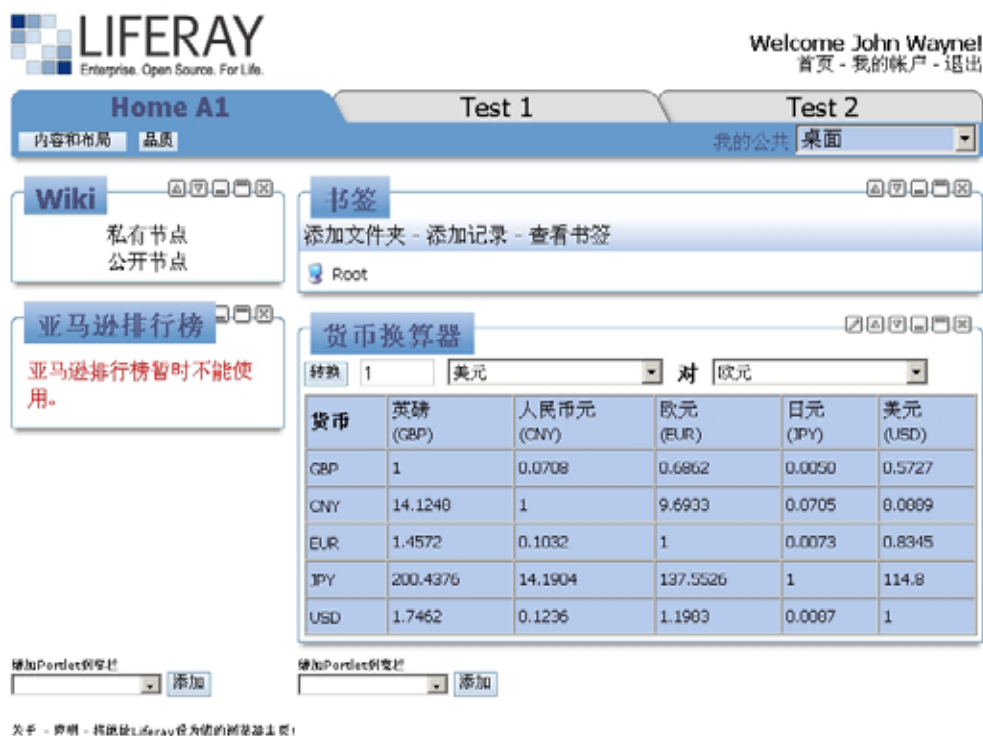 LIFERAY
Enterprise. Open Source. For Life.
Welcome John Wayne!
首页 - 我的帐户 - 退出
Home A1
Test 1
Test 2
内容和布局
品质
我的公共
桌面
Wiki
私有节点
公开节点
书签
添加文件夹 - 添加记录 - 查看书签
Root
亚马逊排行榜
亚马逊排行榜暂时不能使
用。
货币换算器
转换 1 美元 对 欧元
货币 英磅 (GBP) 人民币元 (CNY) 欧元 (EUR) 日元 (JPY) 美元 (USD)
GBP 1 0.0708 0.6862 0.0050 0.5727
CNY 14.1248 1 9.6933 0.0705 8.0889
EUR 1.4572 0.1032 1 0.0073 0.8345
JPY 200.4376 14.1904 137.5526 1 114.8
USD 1.7462 0.1236 1.1983 0.0087 1
添加
添加